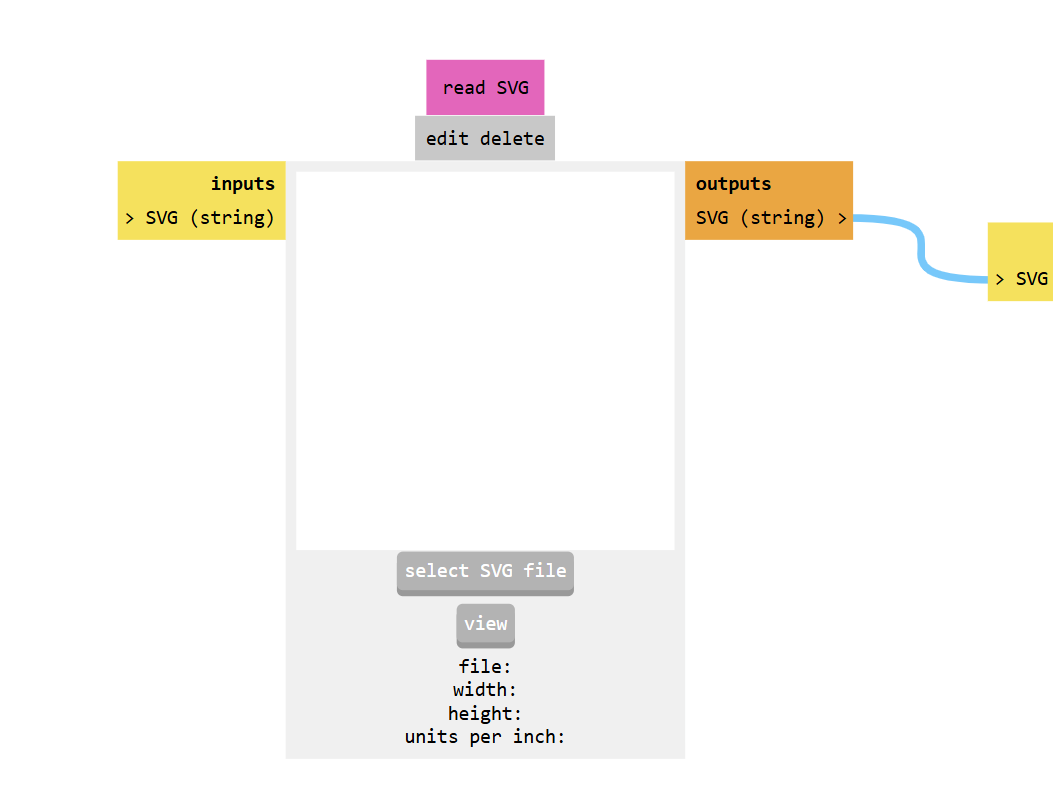 read SVG
edit delete
inputs
> SVG (string)
outputs
SVG (string) >
> SVG
select SVG file
view
file:
width:
height:
units per inch: